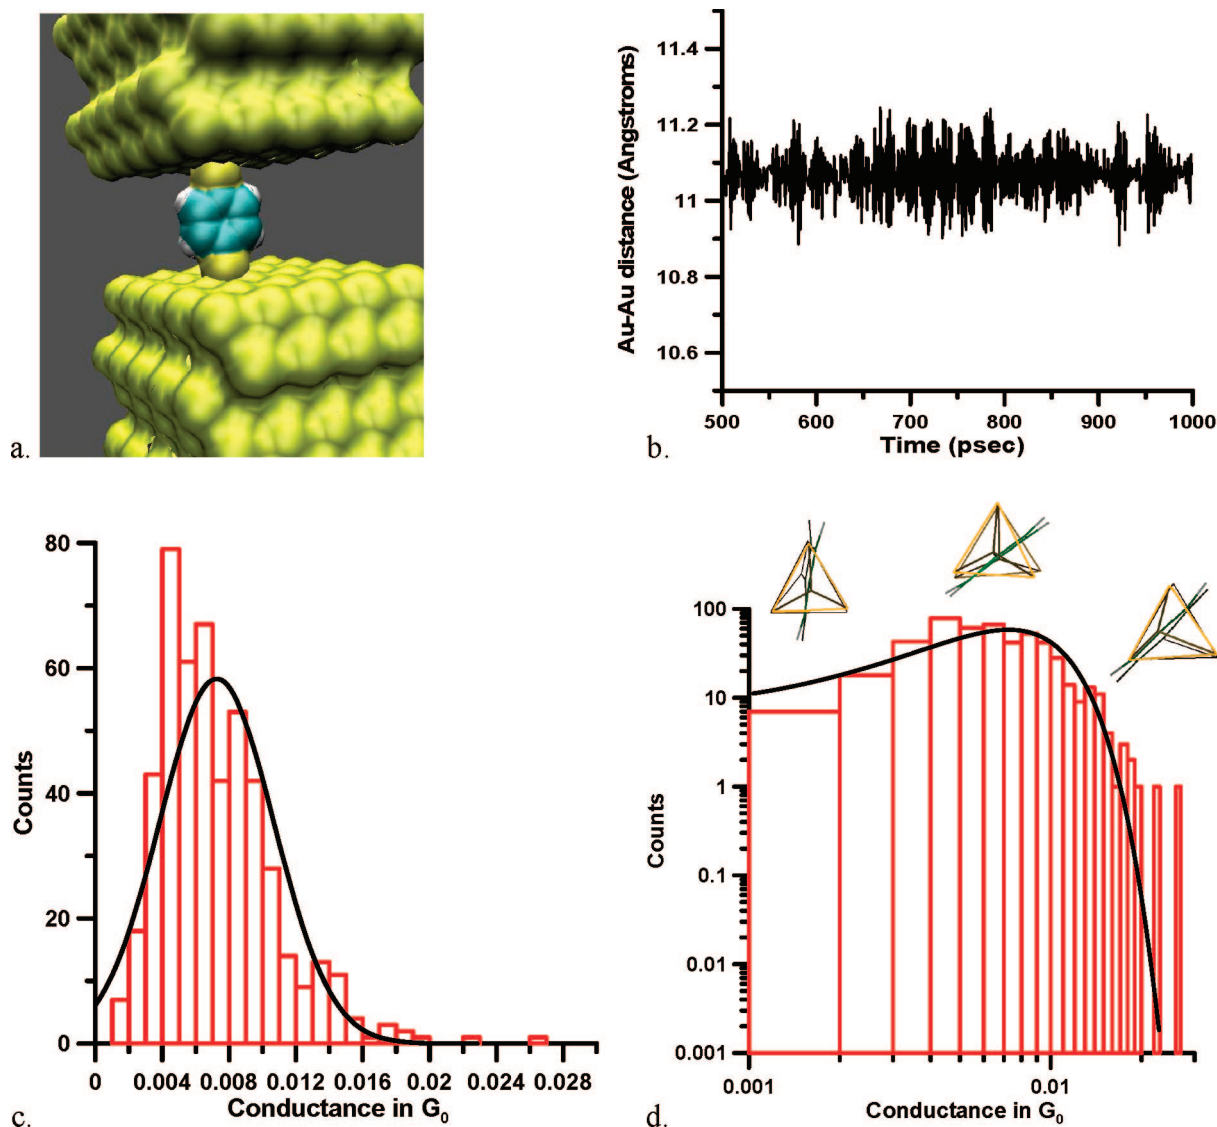 a.
11.4
11.2
11
10.8
10.6
Au-Au distance (Angstroms)
500 600 700 800 900 1000
Time (psec)
b.
80
60
40
20
0
Counts
0 0.004 0.008 0.012 0.016 0.02 0.024 0.028
Conductance in G₀
c.
100
10
1
0.1
0.01
0.001
Counts
0.001 0.01
Conductance in G₀
d.